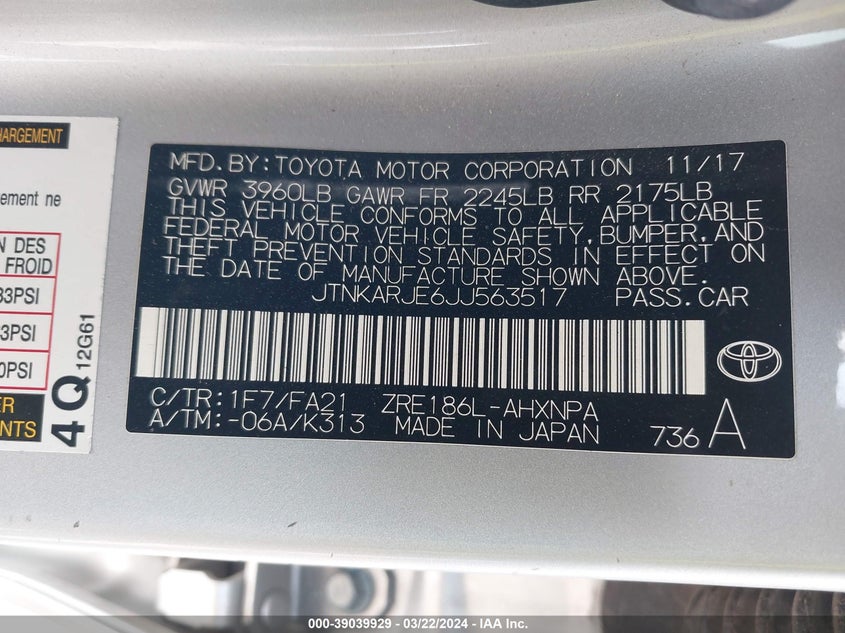 CHARGEMENT
ement ne
N DES
FROID
33PSI
3PSI
0PSI
ER
ENTS
4Q 12G61
MFD.BY:TOYOTA MOTOR CORPORATION 11/17
GVWR 3960LB GAWR FR 2245LB RR 2175LB
THIS VEHICLE CONFORMS TO ALL APPLICABLE
FEDERAL MOTOR VEHICLE SAFETY,BUMPER,AND
THEFT PREVENTION STANDARDS IN EFFECT ON
THE DATE OF MANUFACTURE SHOWN ABOVE.
JTNKARJE6JJ563517 PASS.CAR
C/TR:1F7/FA21 ZRE186L-AHXNPA
A/TM:-06A/K313 MADE IN JAPAN 736 A
000-39039929 - 03/22/2024 - IAA Inc.